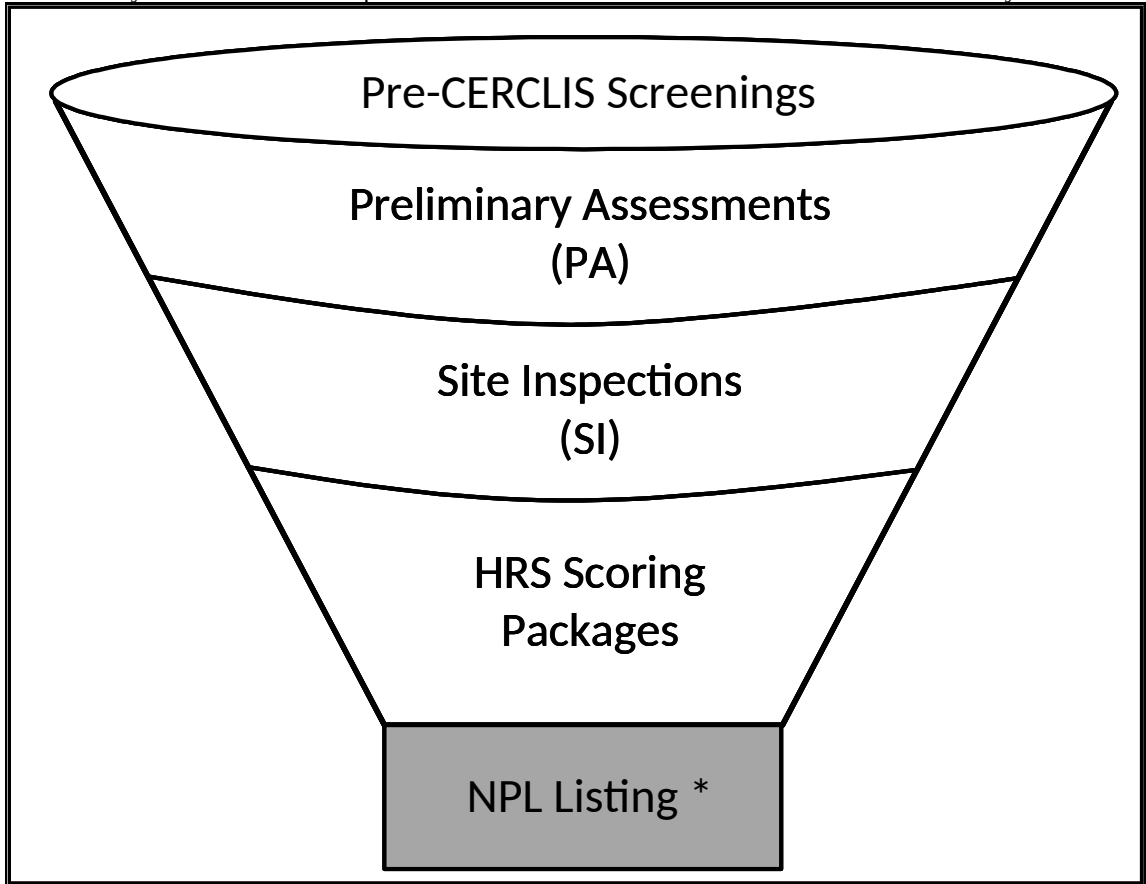 Pre-CERCLIS Screenings
Preliminary Assessments
(PA)
Site Inspections
(SI)
HRS Scoring
Packages
NPL Listing *